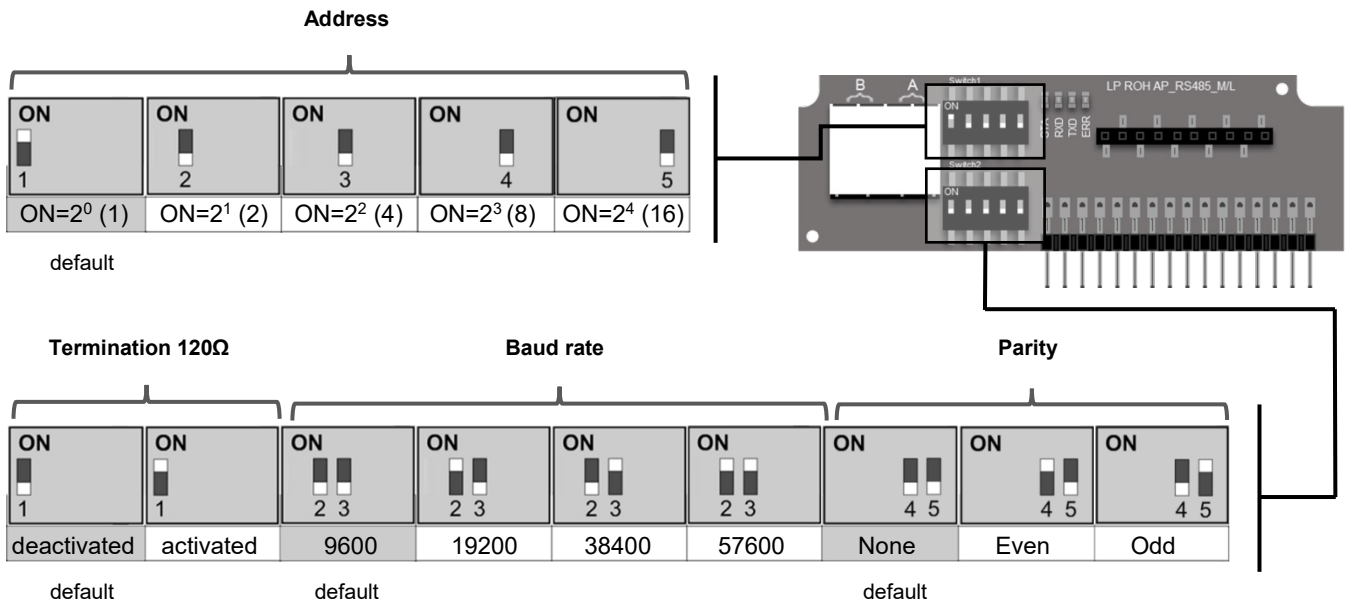 Address
ON ON ON ON ON
1 2 3 4 5
ON=2⁰ (1) ON=2¹ (2) ON=2² (4) ON=2³ (8) ON=2⁴ (16)
default
B A Switch1 LP ROH AP_RS485_M/L
ON
RXD TXD ERR
Switch2
ON
Termination 120Ω Baud rate Parity
ON ON ON ON ON ON ON ON ON
1 1 2 3 2 3 2 3 2 3 4 5 4 5 4 5
deactivated activated 9600 19200 38400 57600 None Even Odd
default default default